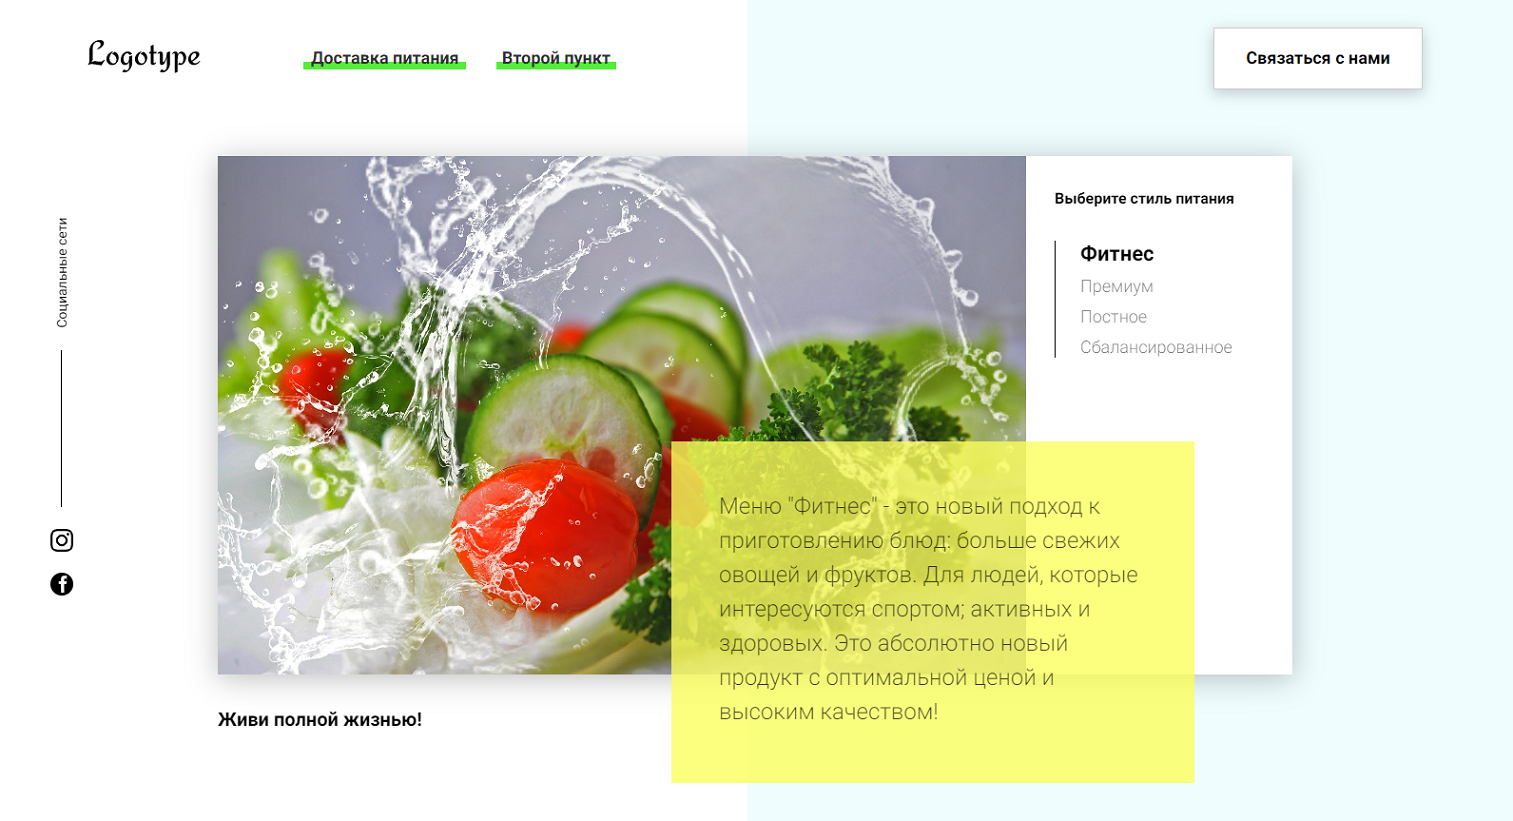 Logotype
Доставка питания
Второй пункт
Связаться с нами
Социальные сети
Выберите стиль питания
Фитнес
Премиум
Постное
Сбалансированное
Меню "Фитнес" - это новый подход к
приготовлению блюд: больше свежих
овощей и фруктов. Для людей, которые
интересуются спортом; активных и
здоровых. Это абсолютно новый
продукт с оптимальной ценой и
высоким качеством!
Живи полной жизнью!